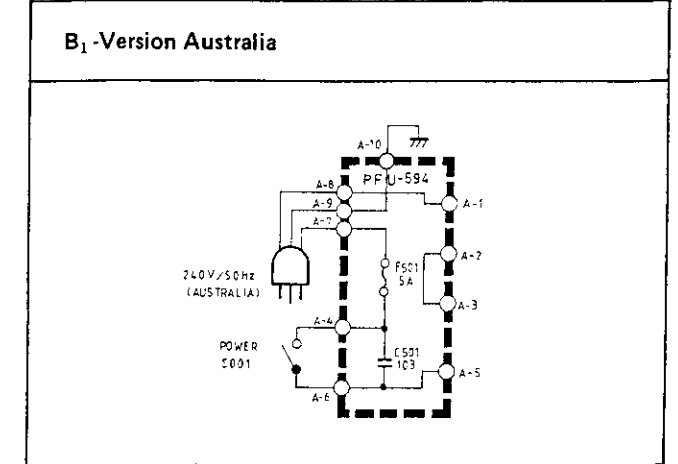 B₁-Version Australia
A-10
PFU-594
A-8
A-9
A-7
A-1
A-2
A-3
F501
5A
240V/50Hz
(AUSTRALIA)
A-4
POWER
S001
C501
103
A-5
A-6